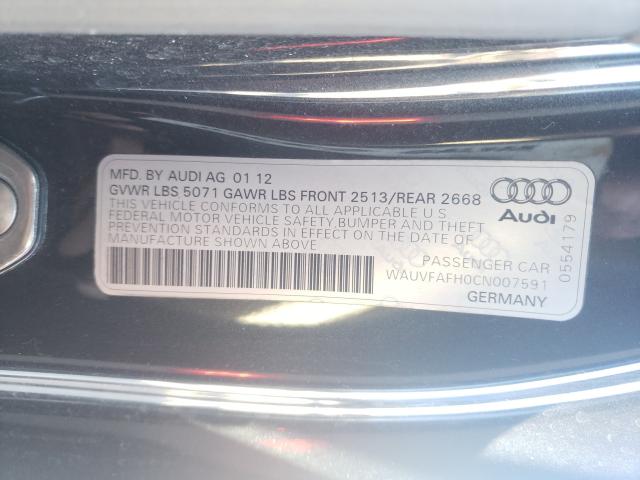 MFD. BY AUDI AG 01 12
GVWR LBS 5071 GAWR LBS FRONT 2513/REAR 2668
THIS VEHICLE CONFORMS TO ALL APPLICABLE U S
FEDERAL MOTOR VEHICLE SAFETY BUMPER AND THEFT
PREVENTION STANDARDS IN EFFECT ON THE DATE OF
MANUFACTURE SHOWN ABOVE
Audi
0554179
PASSENGER CAR
WAUVFAFH0CN007591
GERMANY